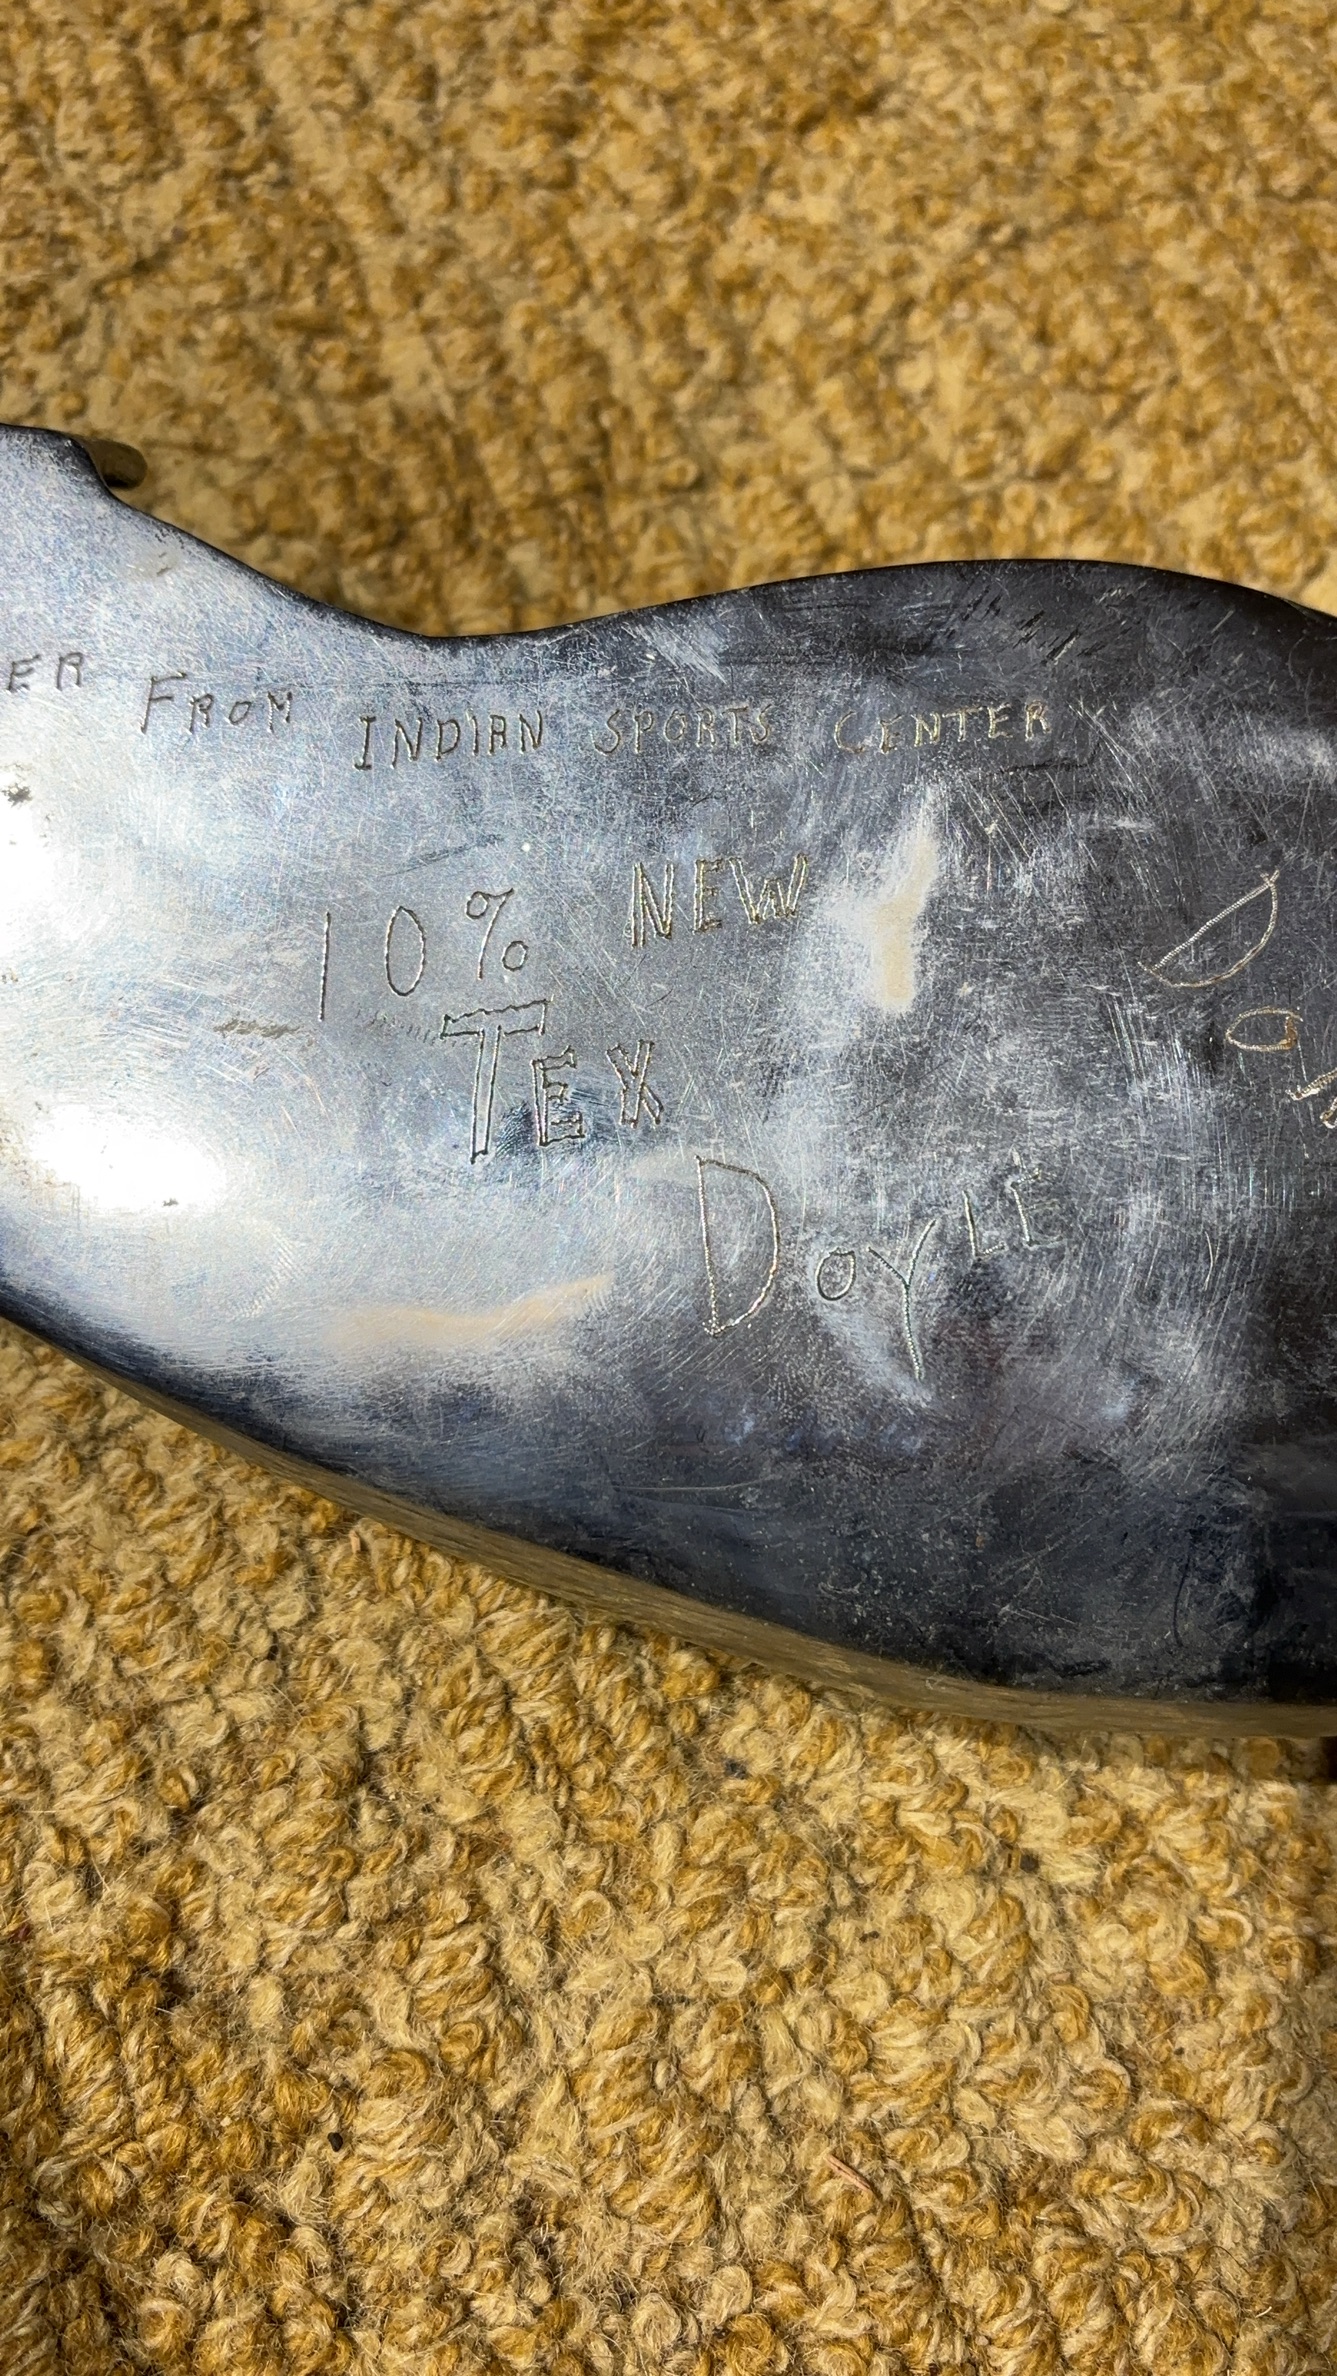 ER FROM INDIAN SPORTS CENTER
10% NEW
TEX
DOYLE